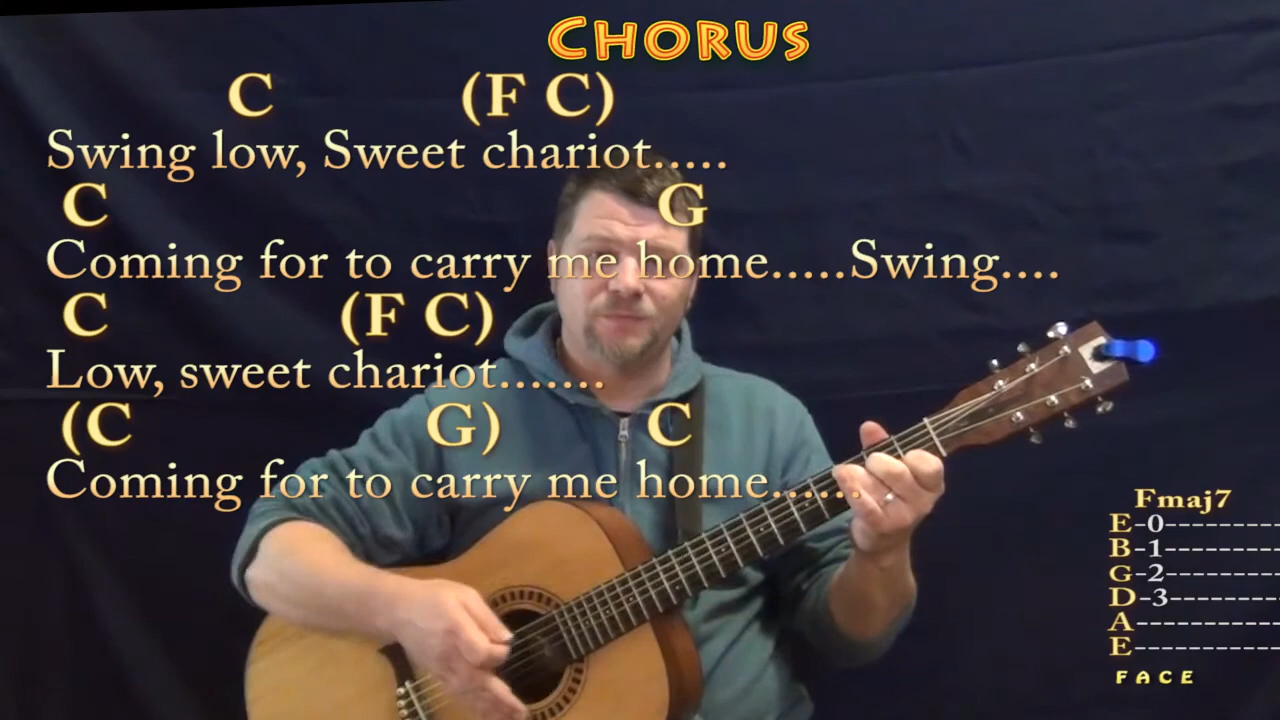 CHORUS
C (F C)
Swing low, Sweet chariot.....
C G
Coming for to carry me home.....Swing....
C (F C)
Low, sweet chariot.......
(C G) C
Coming for to carry me home......
Fmaj7
E-0---------
B-1---------
G-2---------
D-3---------
A-----------
E-----------
F A C E